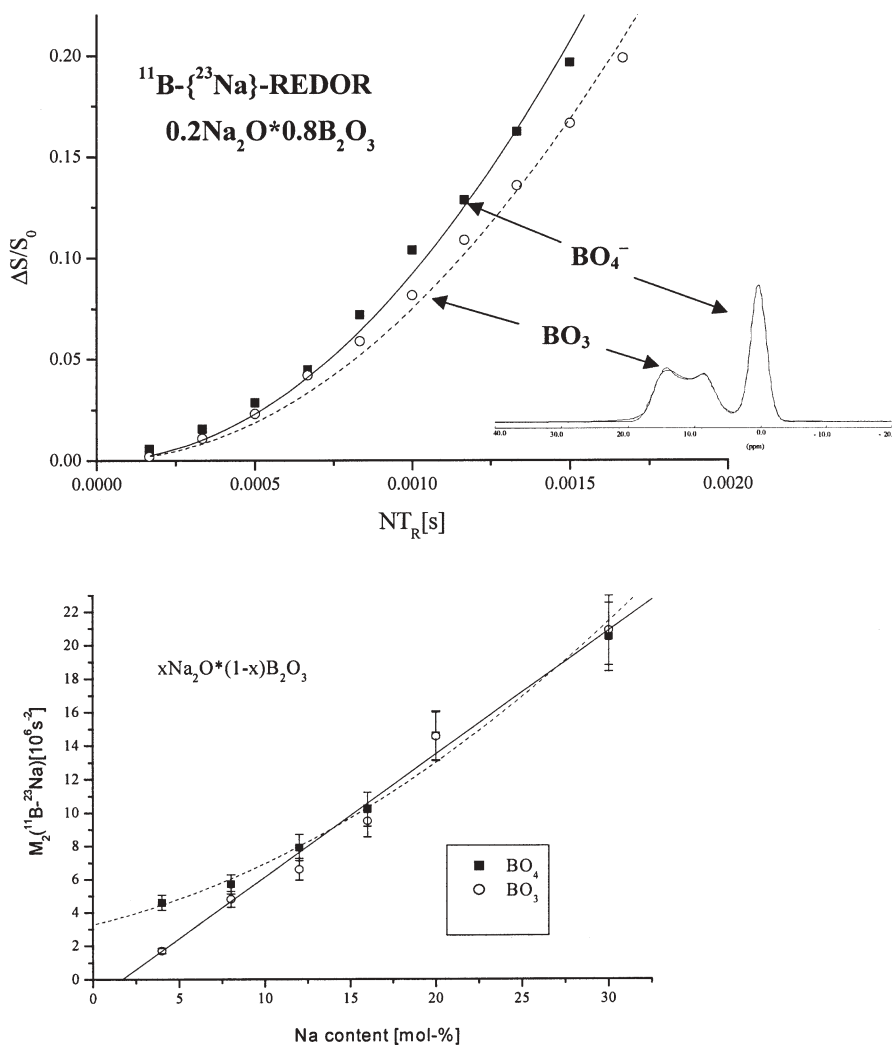 0.20
¹¹B-{²³Na}-REDOR
0.2Na₂O*0.8B₂O₃
0.15
ΔS/S₀
0.10
BO₄⁻
BO₃
0.05
0.00
40.0 30.0 20.0 10.0 0.0 - 10.0 - 20.
(ppm)
0.0000 0.0005 0.0010 0.0015 0.0020
NT_R[s]
22
20
18
xNa₂O*(1-x)B₂O₃
16
14
12
M₂(¹¹B-²³Na)[10⁶s⁻²]
10
8
BO₄
BO₃
6
4
2
0
0 5 10 15 20 25 30
Na content [mol-%]